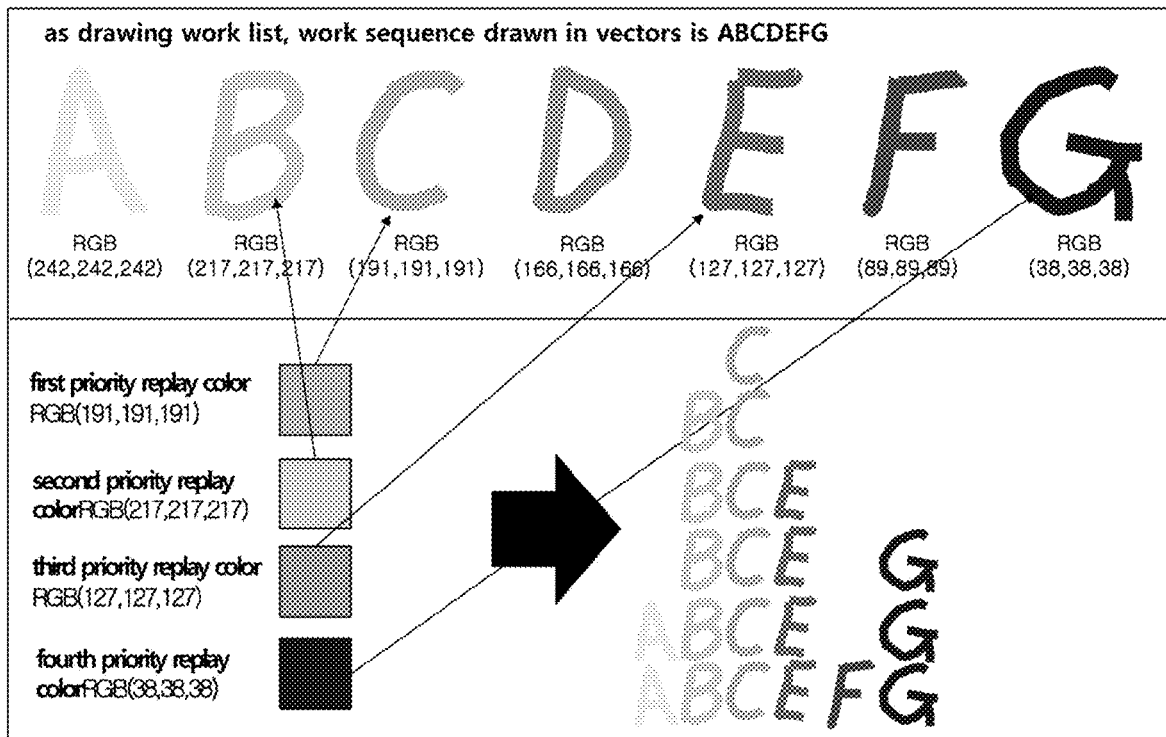 as drawing work list, work sequence drawn in vectors is ABCDEFG
A B C D E F G
RGB RGB RGB RGB RGB RGB RGB
(242,242,242) (217,217,217) (191,191,191) (166,166,166) (127,127,127) (89,89,89) (38,38,38)
first priority replay color
RGB(191,191,191)
second priority replay
colorRGB(217,217,217)
third priority replay color
RGB(127,127,127)
fourth priority replay
colorRGB(38,38,38)
C
BC
BCE
BCE G
ABCE G
ABCE F G